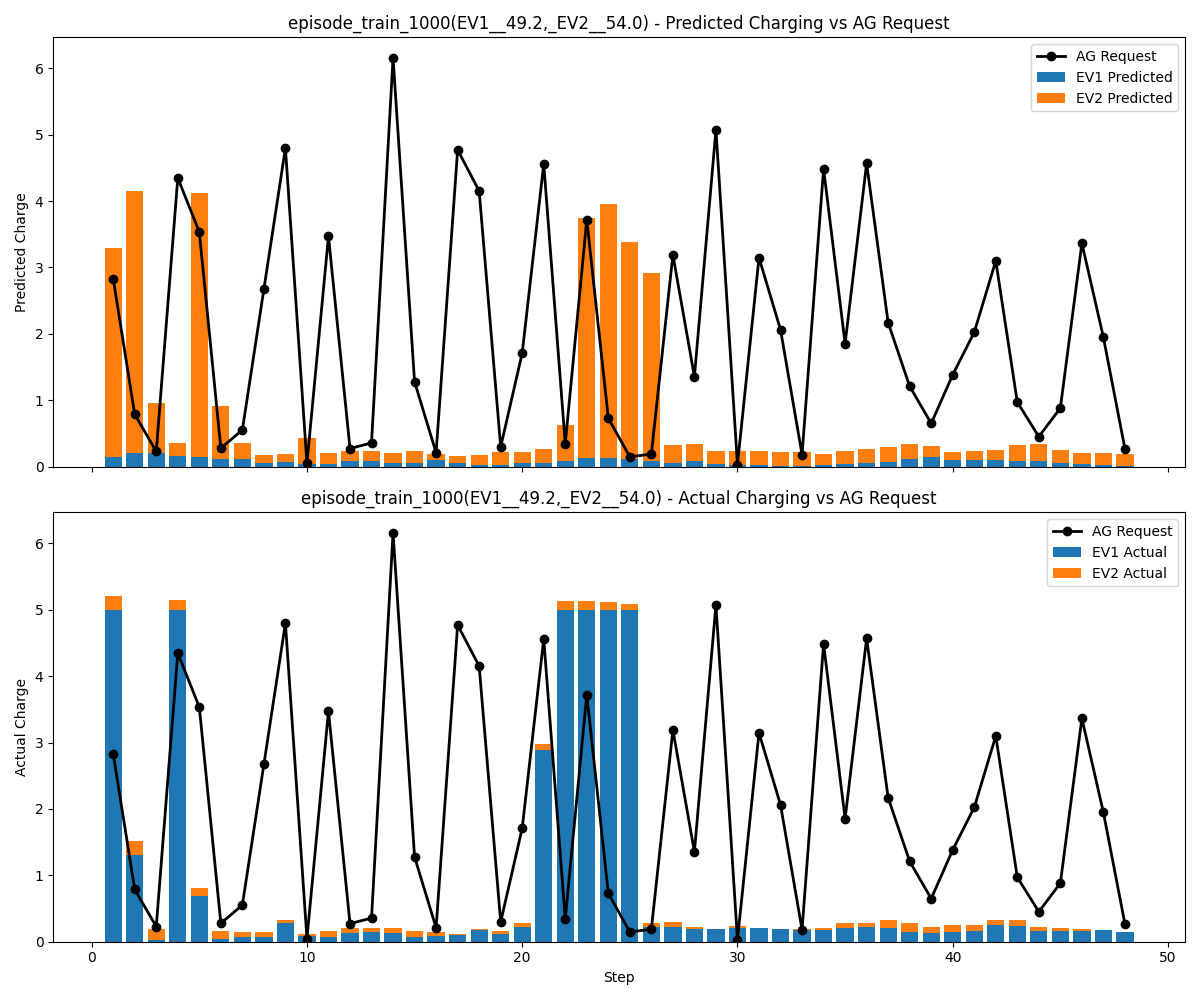 episode_train_1000(EV1__49.2,_EV2__54.0) - Predicted Charging vs AG Request
AG Request
EV1 Predicted
EV2 Predicted
Predicted Charge
6
5
4
3
2
1
0
episode_train_1000(EV1__49.2,_EV2__54.0) - Actual Charging vs AG Request
AG Request
EV1 Actual
EV2 Actual
Actual Charge
6
5
4
3
2
1
0
0 10 20 30 40 50
Step